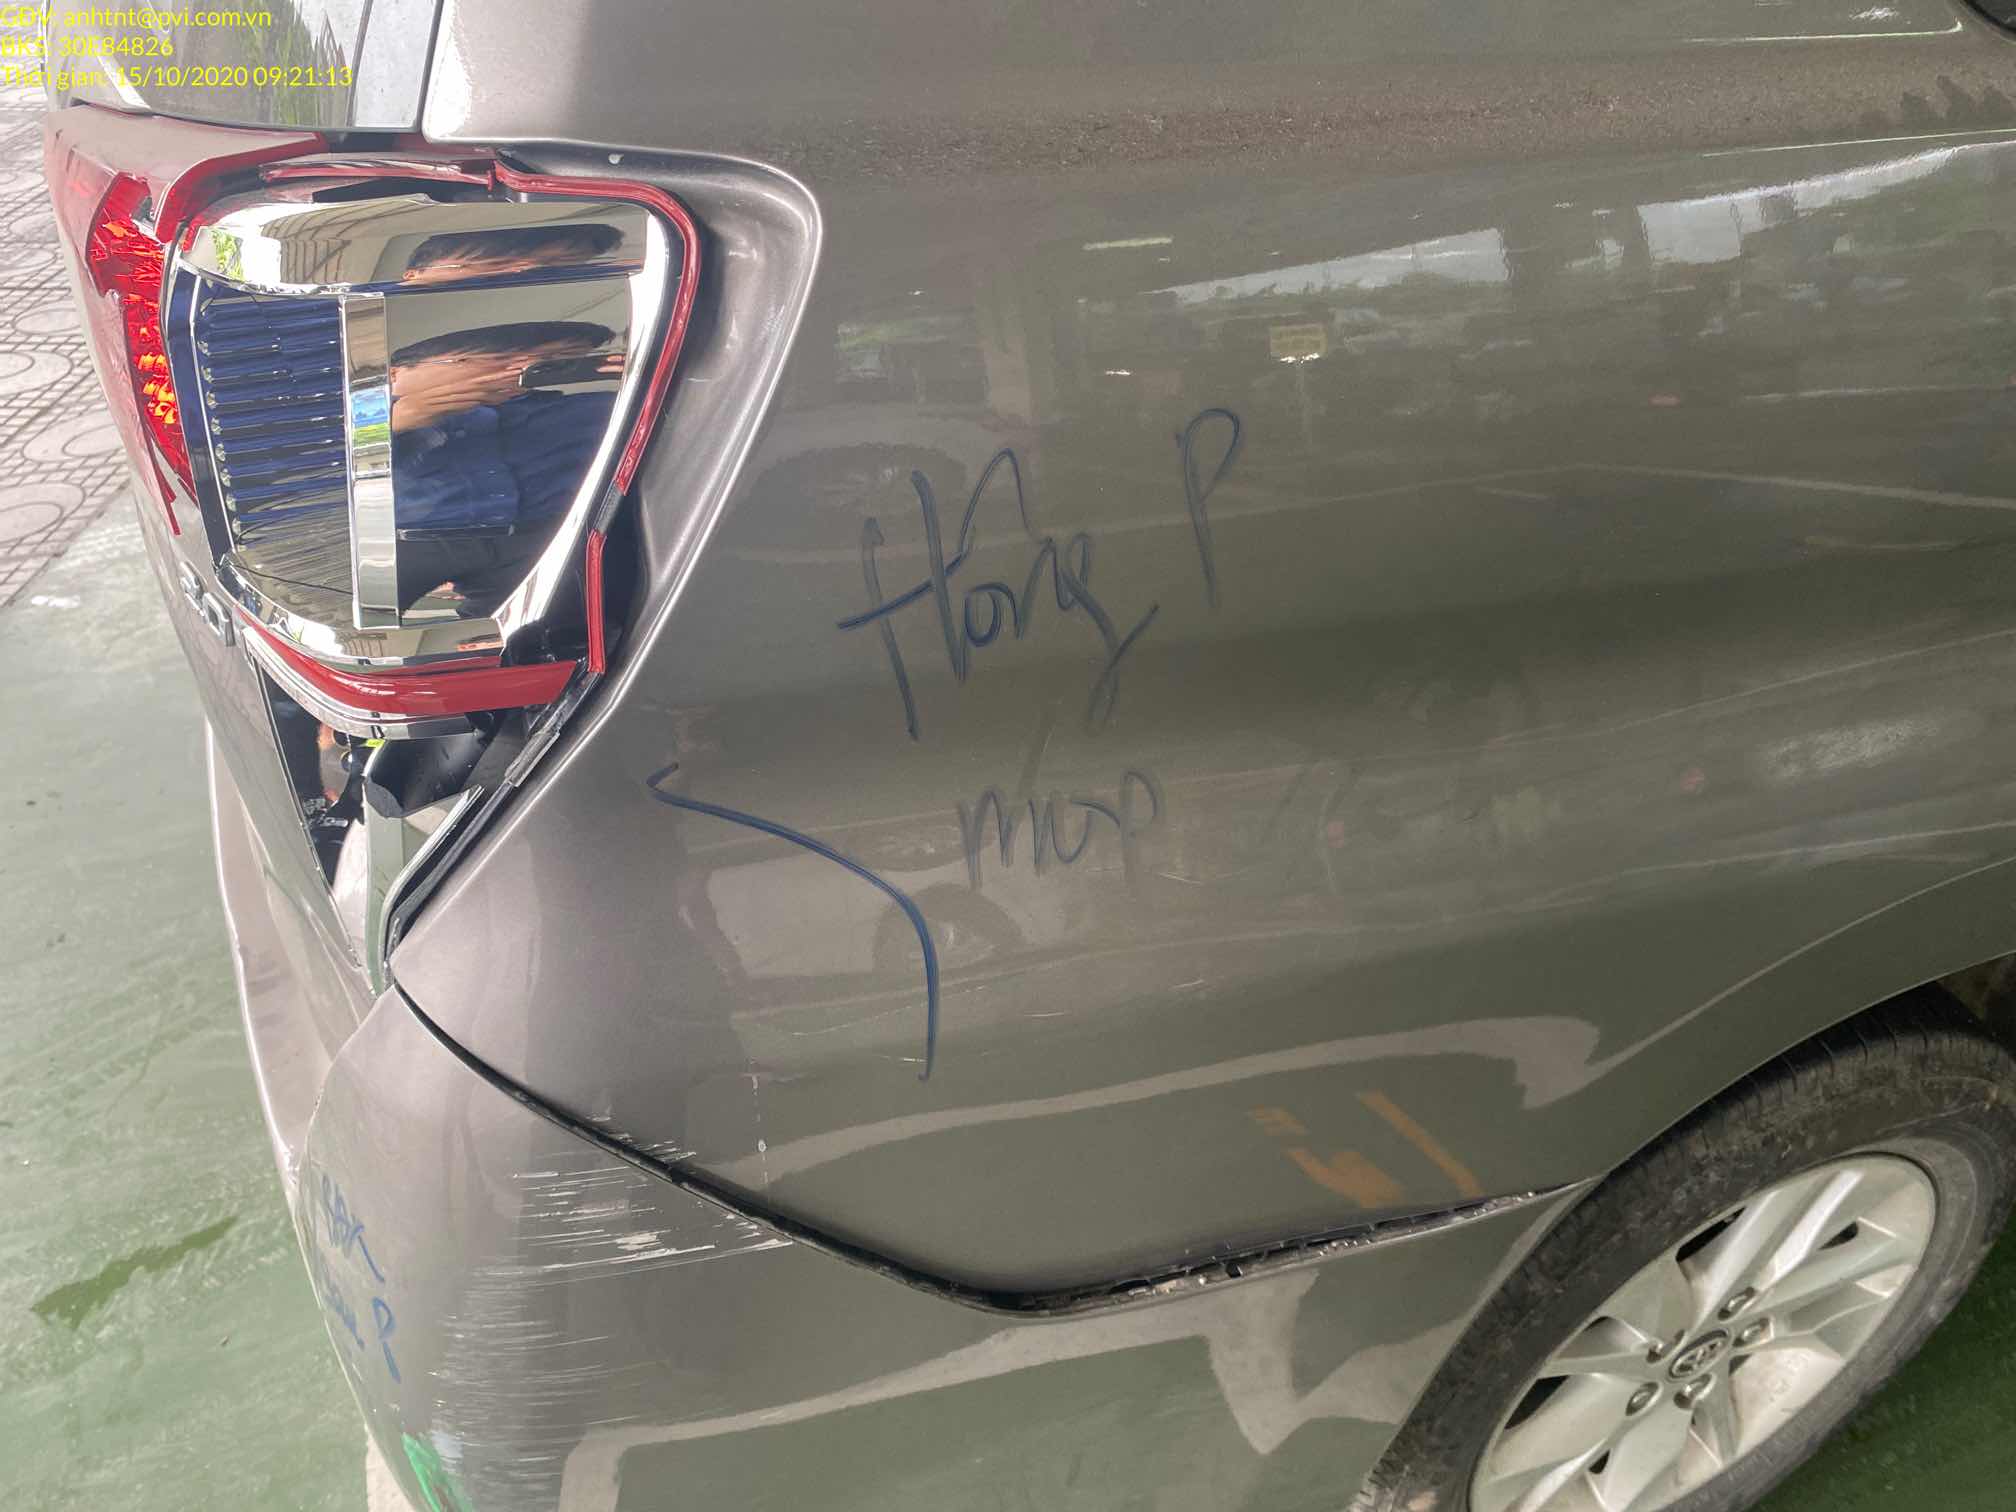 GDV: anhtnt@pvi.com.vn
BKS: 30E84826
Thời gian: 15/10/2020 09:21:13
Hông P
móp